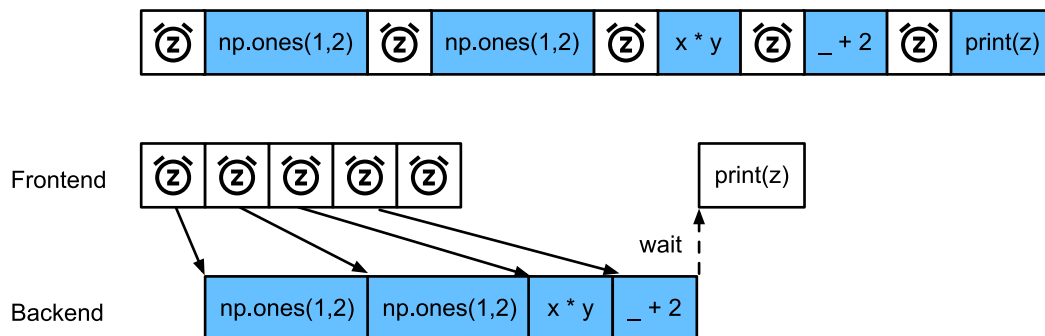 z np.ones(1,2) z np.ones(1,2) z x * y z _ + 2 z print(z)
Frontend z z z z z print(z)
wait
Backend np.ones(1,2) np.ones(1,2) x * y _ + 2